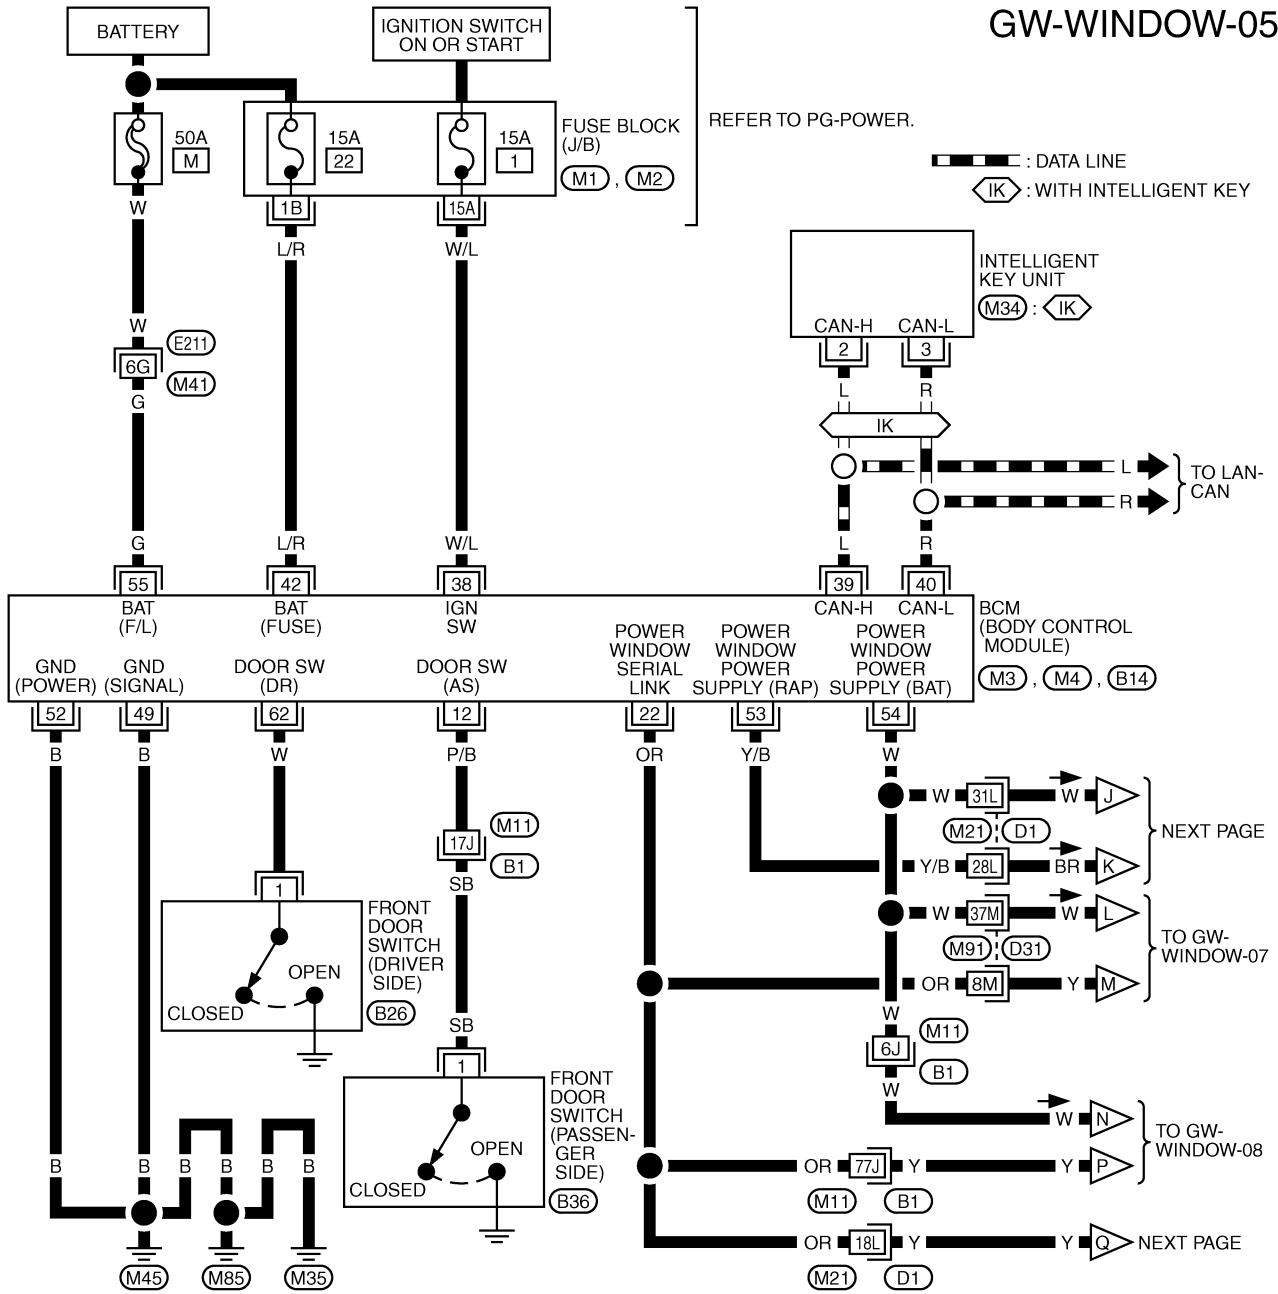 GW-WINDOW-05
BATTERY
IGNITION SWITCH
ON OR START
50A
M
15A
22
15A
1
FUSE BLOCK
(J/B)
M1 , M2
REFER TO PG-POWER.
: DATA LINE
IK : WITH INTELLIGENT KEY
1B
15A
W
L/R
W/L
W
E211
6G
M41
G
INTELLIGENT
KEY UNIT
M34 : IK
CAN-H
CAN-L
2
3
L
R
IK
L
R
TO LAN-
CAN
G
L/R
W/L
L
R
55
42
38
39
40
BAT
(F/L)
BAT
(FUSE)
IGN
SW
CAN-H
CAN-L
BCM
(BODY CONTROL
MODULE)
M3 , M4 , B14
GND
(POWER)
GND
(SIGNAL)
DOOR SW
(DR)
DOOR SW
(AS)
POWER
WINDOW
SERIAL
LINK
POWER
WINDOW
POWER
SUPPLY (RAP)
POWER
WINDOW
POWER
SUPPLY (BAT)
52
49
62
12
22
53
54
B
B
W
P/B
OR
Y/B
W
W
31L
W
J
M21
D1
Y/B
28L
BR
K
NEXT PAGE
W
37M
W
L
M91
D31
OR
8M
Y
M
TO GW-
WINDOW-07
M11
17J
B1
SB
1
FRONT
DOOR
SWITCH
(DRIVER
SIDE)
B26
OPEN
CLOSED
SB
1
FRONT
DOOR
SWITCH
(PASSEN-
GER
SIDE)
B36
OPEN
CLOSED
W
M11
6J
B1
W
W
N
OR
77J
Y
Y
P
M11
B1
TO GW-
WINDOW-08
OR
18L
Y
Y
Q
NEXT PAGE
M21
D1
B
B
B
B
B
B
M45
M85
M35